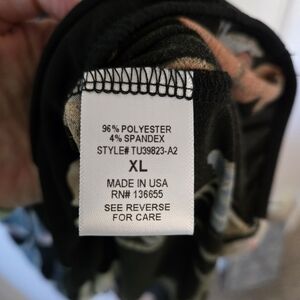 96% POLYESTER
4% SPANDEX
STYLE# TU39823-A2
XL
MADE IN USA
RN# 136655
SEE REVERSE
FOR CARE